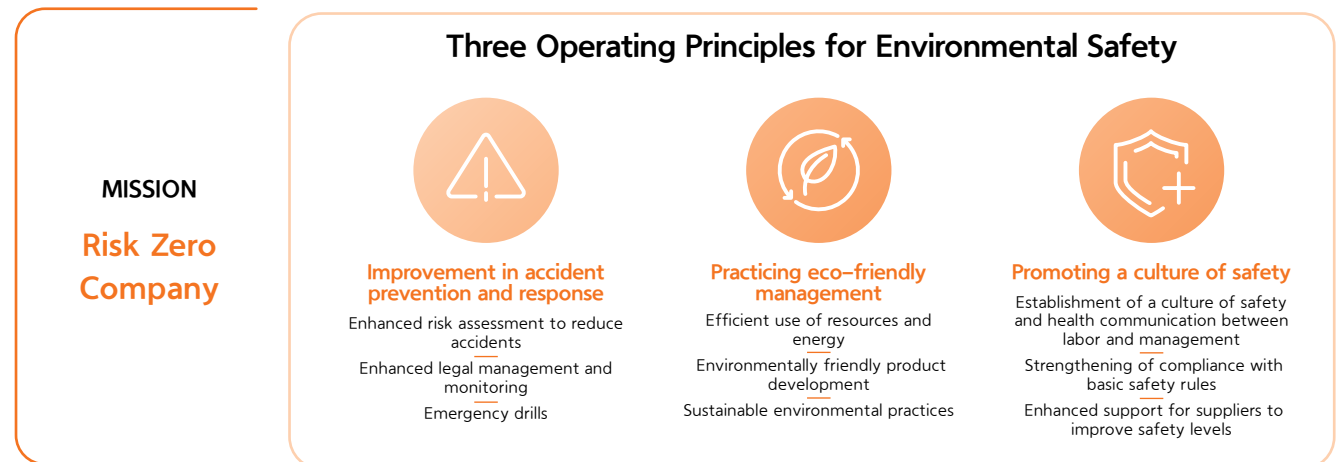 MISSION
Risk Zero
Company
Three Operating Principles for Environmental Safety
Improvement in accident
prevention and response
Enhanced risk assessment to reduce
accidents
Enhanced legal management and
monitoring
Emergency drills
Practicing eco–friendly
management
Efficient use of resources and
energy
Environmentally friendly product
development
Sustainable environmental practices
Promoting a culture of safety
Establishment of a culture of safety
and health communication between
labor and management
Strengthening of compliance with
basic safety rules
Enhanced support for suppliers to
improve safety levels